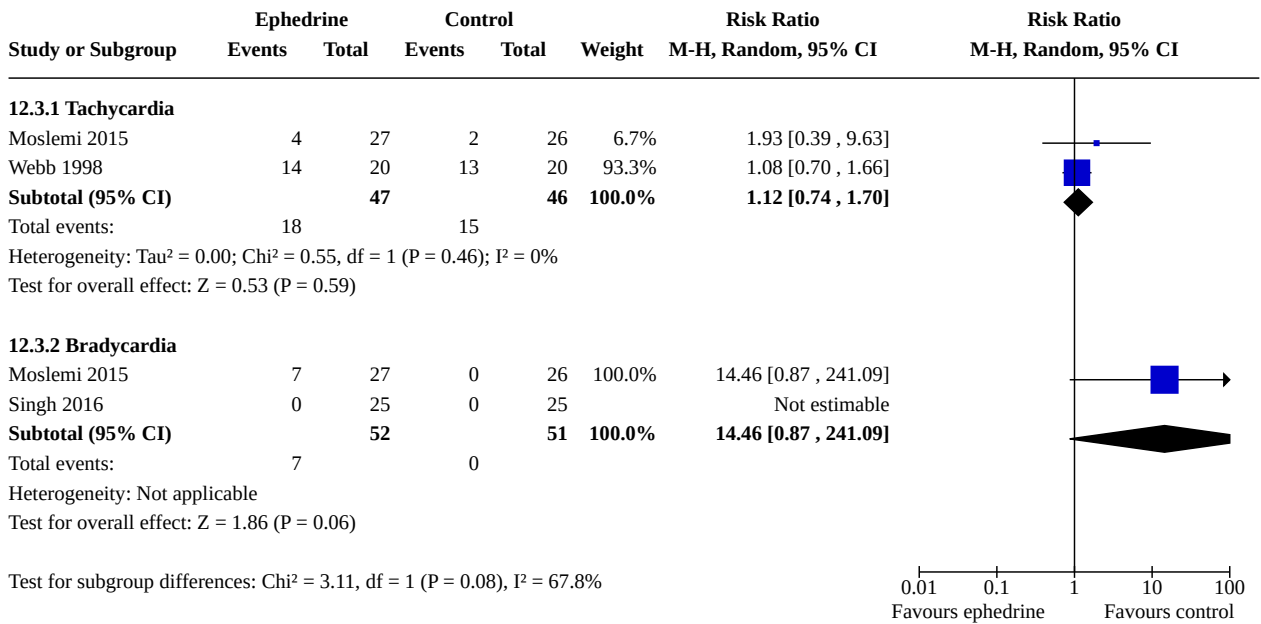 Ephedrine Control Risk Ratio Risk Ratio
Study or Subgroup Events Total Events Total Weight M-H, Random, 95% CI M-H, Random, 95% CI
12.3.1 Tachycardia
Moslemi 2015 4 27 2 26 6.7% 1.93 [0.39 , 9.63]
Webb 1998 14 20 13 20 93.3% 1.08 [0.70 , 1.66]
Subtotal (95% CI) 47 46 100.0% 1.12 [0.74 , 1.70]
Total events: 18 15
Heterogeneity: Tau² = 0.00; Chi² = 0.55, df = 1 (P = 0.46); I² = 0%
Test for overall effect: Z = 0.53 (P = 0.59)
12.3.2 Bradycardia
Moslemi 2015 7 27 0 26 100.0% 14.46 [0.87 , 241.09]
Singh 2016 0 25 0 25 Not estimable
Subtotal (95% CI) 52 51 100.0% 14.46 [0.87 , 241.09]
Total events: 7 0
Heterogeneity: Not applicable
Test for overall effect: Z = 1.86 (P = 0.06)
Test for subgroup differences: Chi² = 3.11, df = 1 (P = 0.08), I² = 67.8%
0.01 0.1 1 10 100
Favours ephedrine Favours control